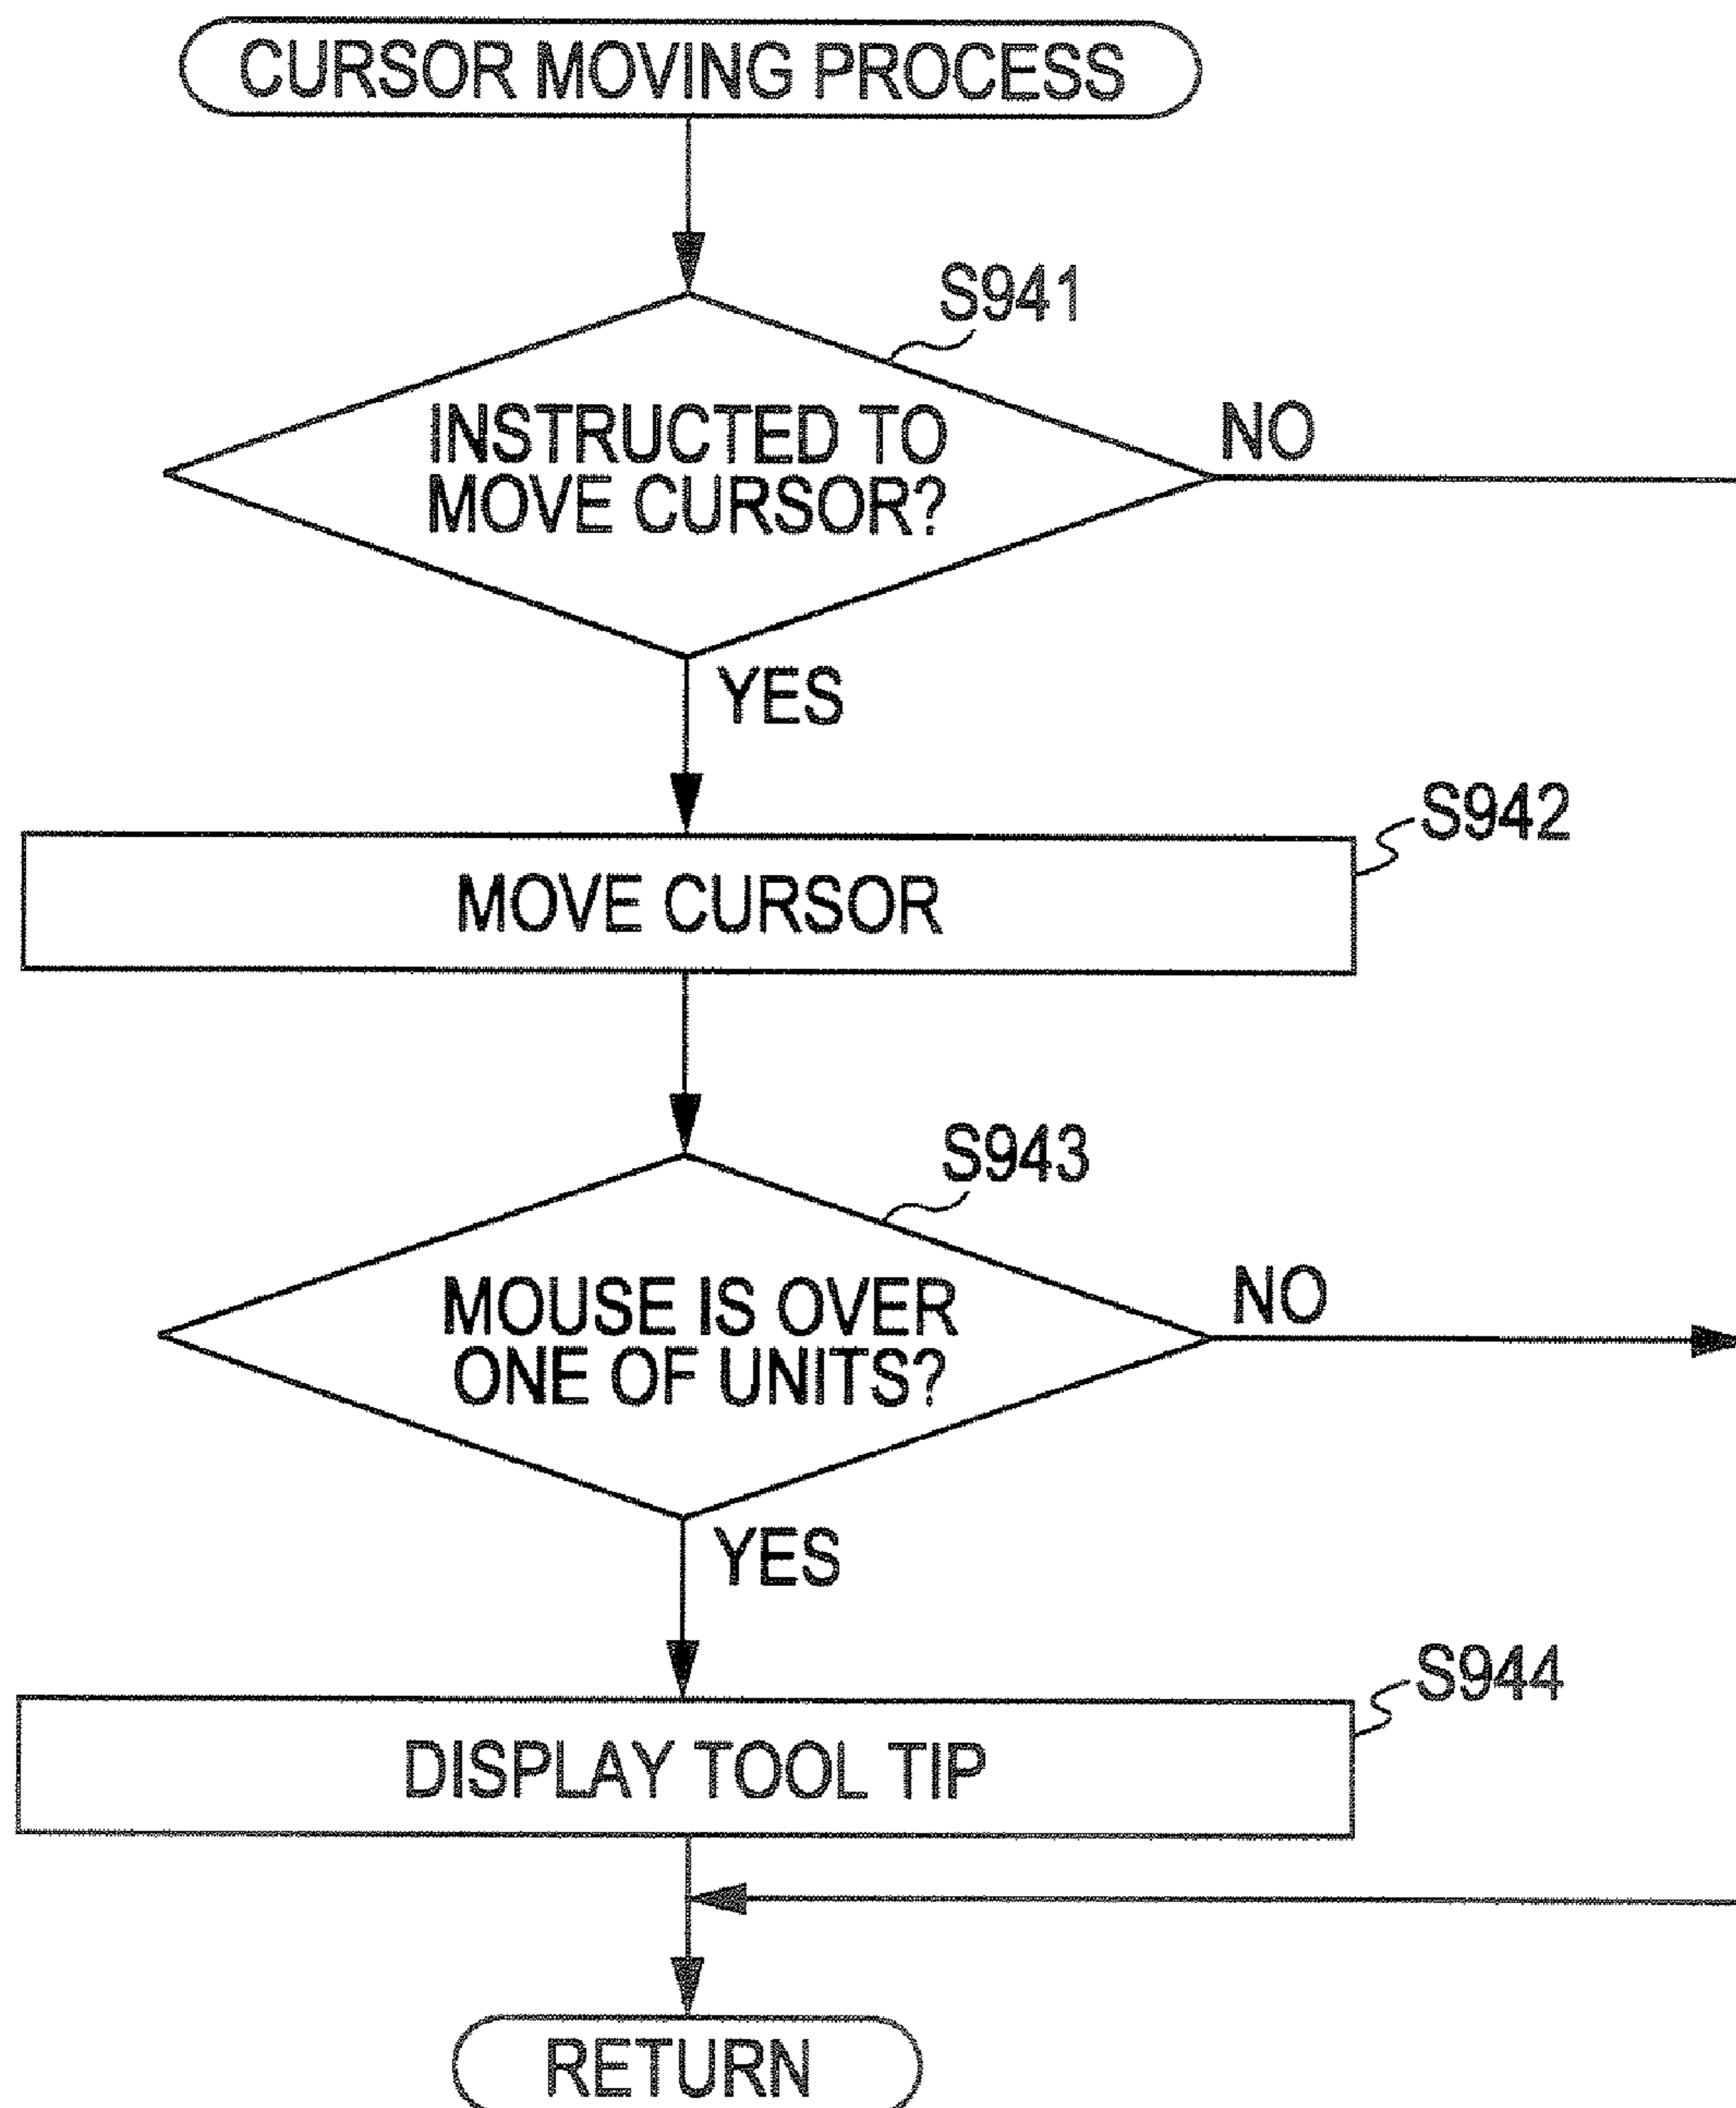 CURSOR MOVING PROCESS
S941
INSTRUCTED TO
MOVE CURSOR?
NO
YES
S942
MOVE CURSOR
S943
MOUSE IS OVER
ONE OF UNITS?
NO
YES
S944
DISPLAY TOOL TIP
RETURN